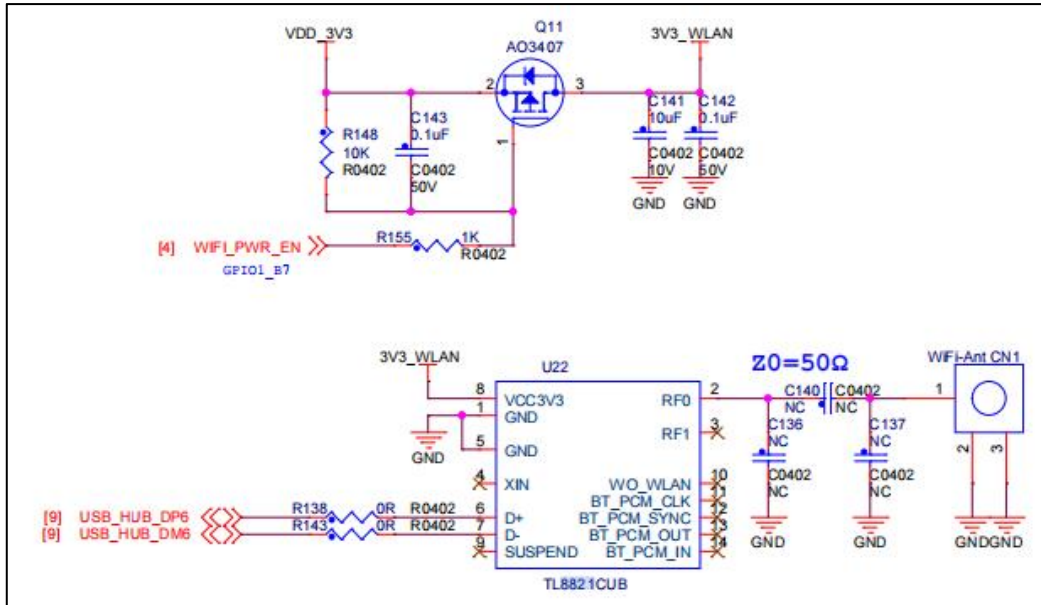 VDD_3V3
Q11
AO3407
3V3_WLAN
2
3
1
R148
10K
R0402
C143
0.1uF
C0402
50V
C141
10uF
C0402
10V
C142
0.1uF
C0402
50V
GND
GND
[4] WIFI_PWR_EN
GPIO1_B7
R155
1K
R0402
3V3_WLAN
U22
8 VCC3V3
1 GND
5 GND
GND
4 XIN
[9] USB_HUB_DP6 R138 0R R0402 6 D+
[9] USB_HUB_DM6 R143 0R R0402 7 D-
9 SUSPEND
RF0 2
RF1 3
WO_WLAN 10
BT_PCM_CLK 11
BT_PCM_SYNC 12
BT_PCM_OUT 13
BT_PCM_IN 14
TL8821CUB
Z0=50Ω
C140 C0402
NC NC
C136
NC
C0402
NC
GND
C137
NC
C0402
NC
GND
WiFi-Ant CN1
1
2
3
GND GND